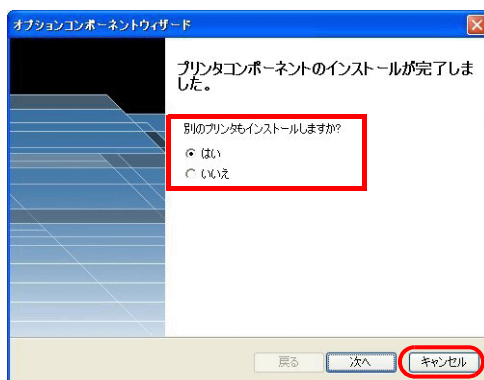 オプションコンポーネントウィザード
プリンタコンポーネントのインストールが完了しま
した。
別のプリンタもインストールしますか?
はい
いいえ
戻る
次へ
キャンセル